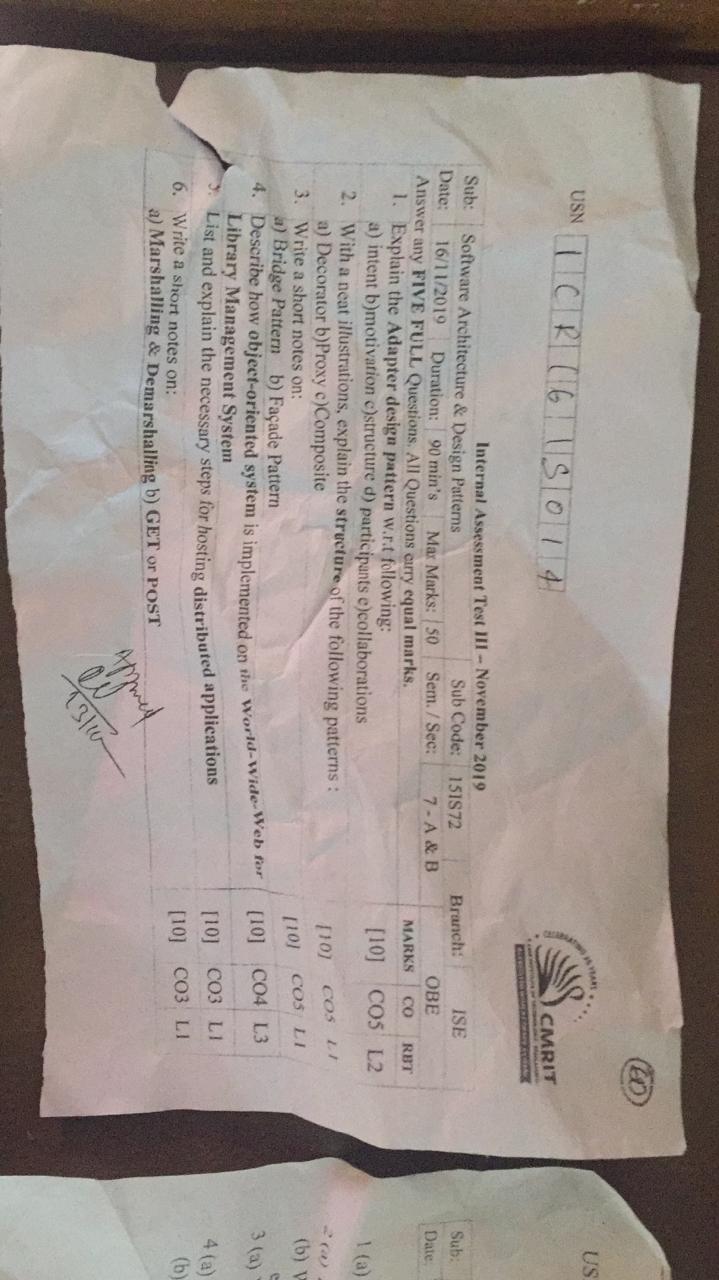 60
USN 1 C R 1 6 I S 0 1 4
CELEBRATING 25 YEARS
CMRIT
Internal Assessment Test III – November 2019
Sub: Software Architecture & Design Patterns Sub Code: 15IS72 Branch: ISE
Date: 16/11/2019 Duration: 90 min's Max Marks: 50 Sem. / Sec: 7 - A & B OBE
Answer any FIVE FULL Questions. All Questions carry equal marks. MARKS CO RBT
1. Explain the Adapter design pattern w.r.t following:
a) intent b)motivation c)structure d) participants e)collaborations [10] CO5 L2
2. With a neat illustrations, explain the structure of the following patterns :
a) Decorator b)Proxy c)Composite [10] CO5 L1
3. Write a short notes on: [10] CO5 L1
a) Bridge Pattern b) Façade Pattern
4. Describe how object-oriented system is implemented on the World-Wide-Web for [10] CO4 L3
Library Management System
5. List and explain the necessary steps for hosting distributed applications [10] CO3 L1
6. Write a short notes on: [10] CO3 L1
a) Marshalling & Demarshalling b) GET or POST
US
Sub:
Date:
1 (a)
2 (a)
(b)
3 (a)
4 (a)
(b)